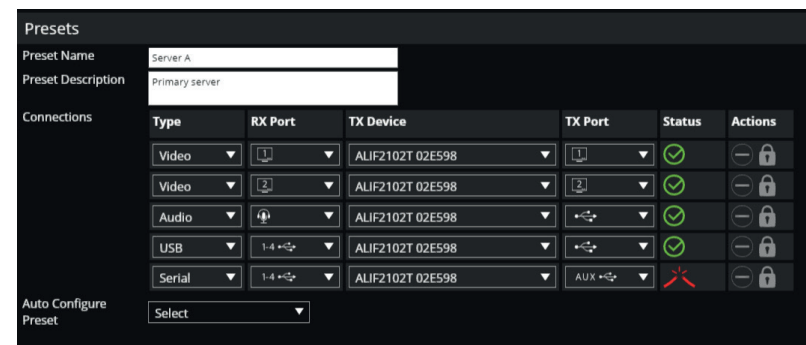 Presets
Preset Name Server A
Preset Description Primary server
Connections Type RX Port TX Device TX Port Status Actions
Video 1 ALIF2102T 02E598 1
Video 2 ALIF2102T 02E598 2
Audio ALIF2102T 02E598
USB 1-4 ALIF2102T 02E598
Serial 1-4 ALIF2102T 02E598 AUX
Auto Configure
Preset Select